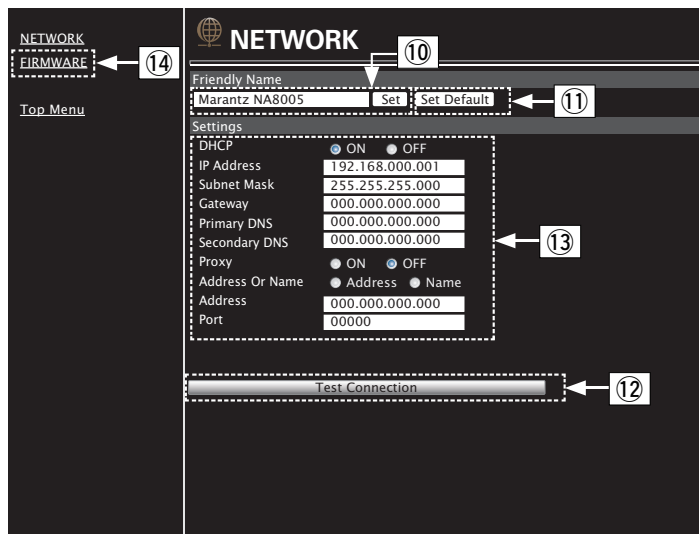 NETWORK
FIRMWARE
⑭
Top Menu
NETWORK
⑩
Friendly Name
Marantz NA8005 Set Set Default
⑪
Settings
DHCP ON OFF
IP Address 192.168.000.001
Subnet Mask 255.255.255.000
Gateway 000.000.000.000
Primary DNS 000.000.000.000
Secondary DNS 000.000.000.000
⑬
Proxy ON OFF
Address Or Name Address Name
Address 000.000.000.000
Port 00000
Test Connection
⑫